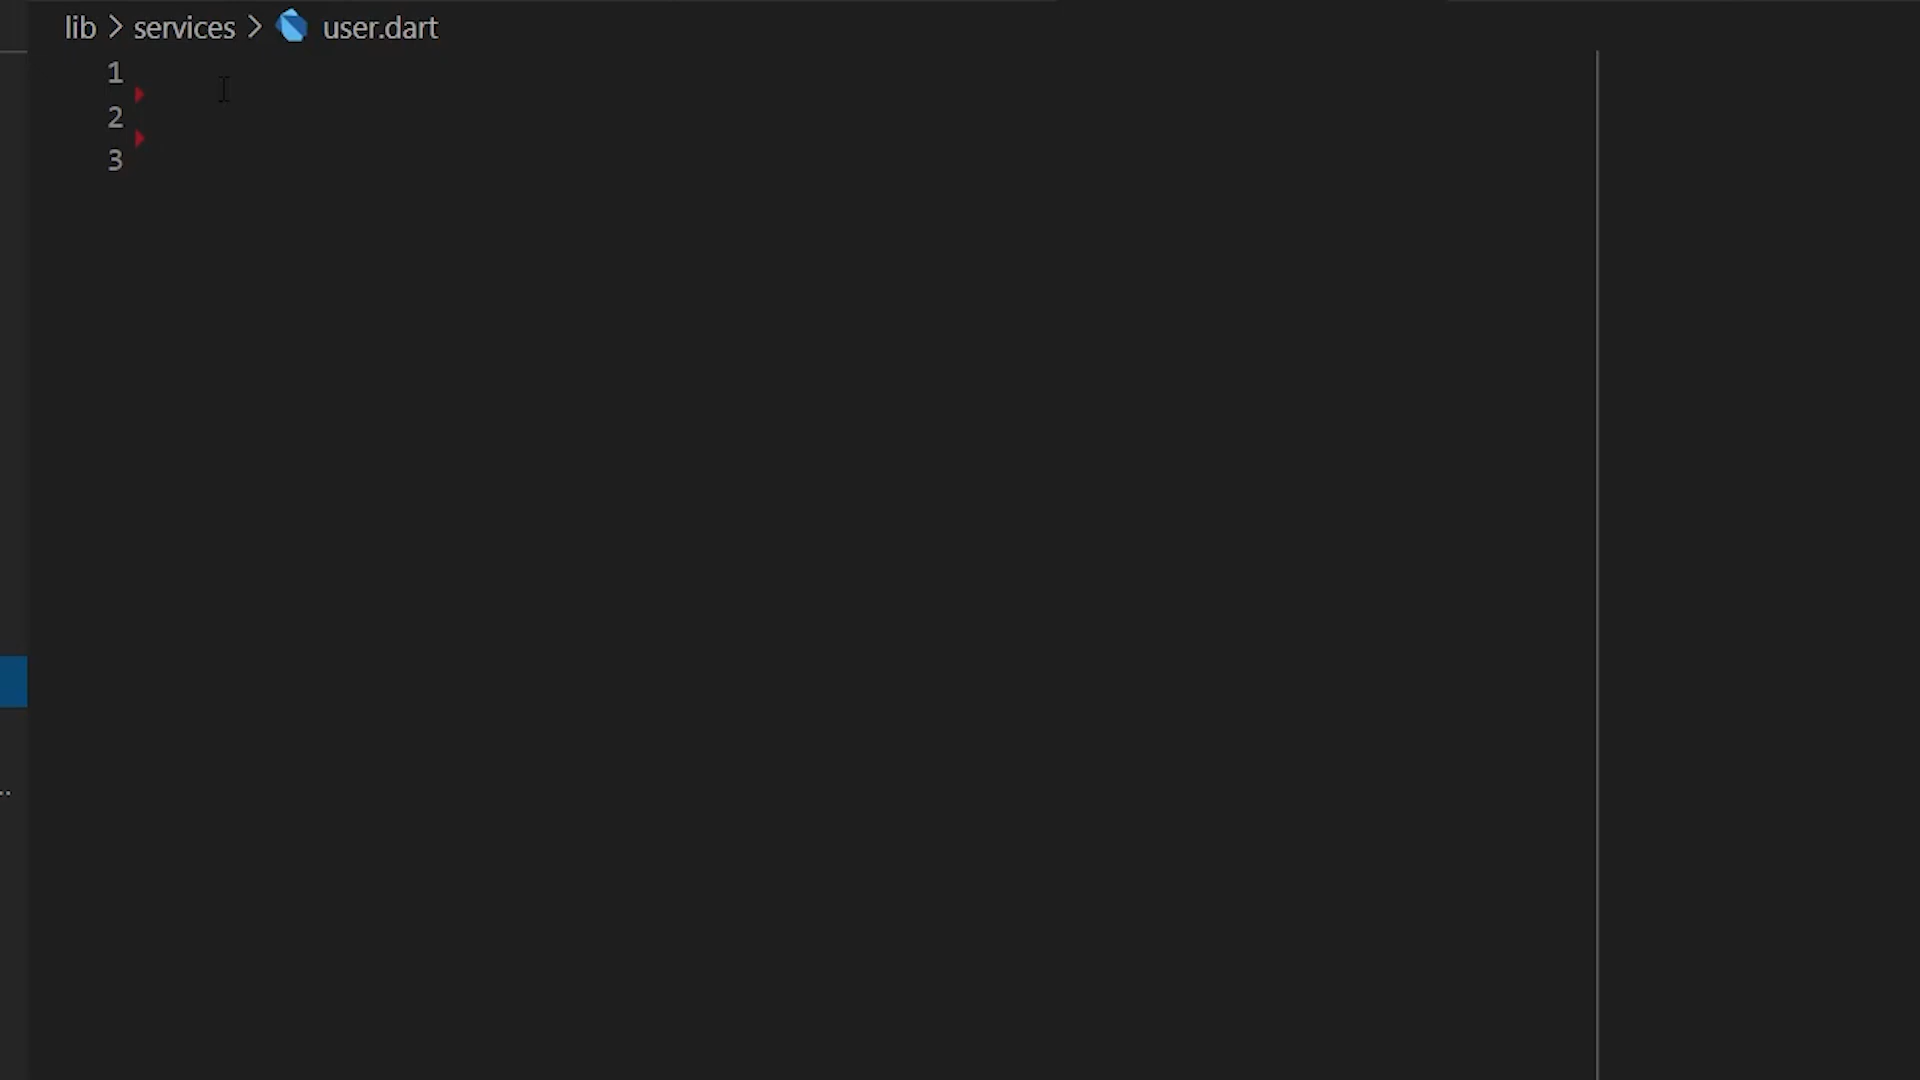 lib > services > user.dart
1
2
3
..